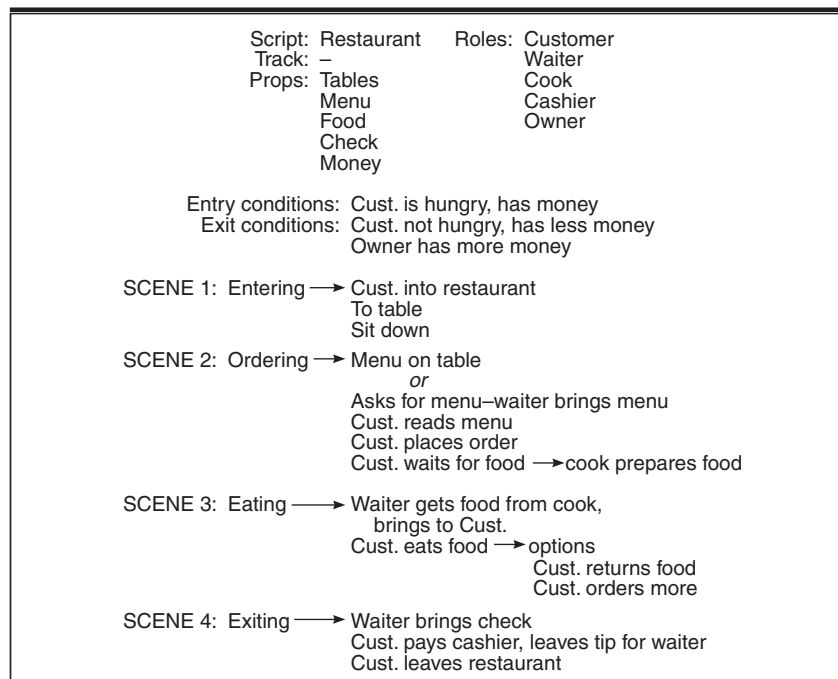 Script: Restaurant Roles: Customer
Track: – Waiter
Props: Tables Cook
Menu Cashier
Food Owner
Check
Money
Entry conditions: Cust. is hungry, has money
Exit conditions: Cust. not hungry, has less money
Owner has more money
SCENE 1: Entering → Cust. into restaurant
To table
Sit down
SCENE 2: Ordering → Menu on table
or
Asks for menu–waiter brings menu
Cust. reads menu
Cust. places order
Cust. waits for food → cook prepares food
SCENE 3: Eating → Waiter gets food from cook,
brings to Cust.
Cust. eats food → options
Cust. returns food
Cust. orders more
SCENE 4: Exiting → Waiter brings check
Cust. pays cashier, leaves tip for waiter
Cust. leaves restaurant